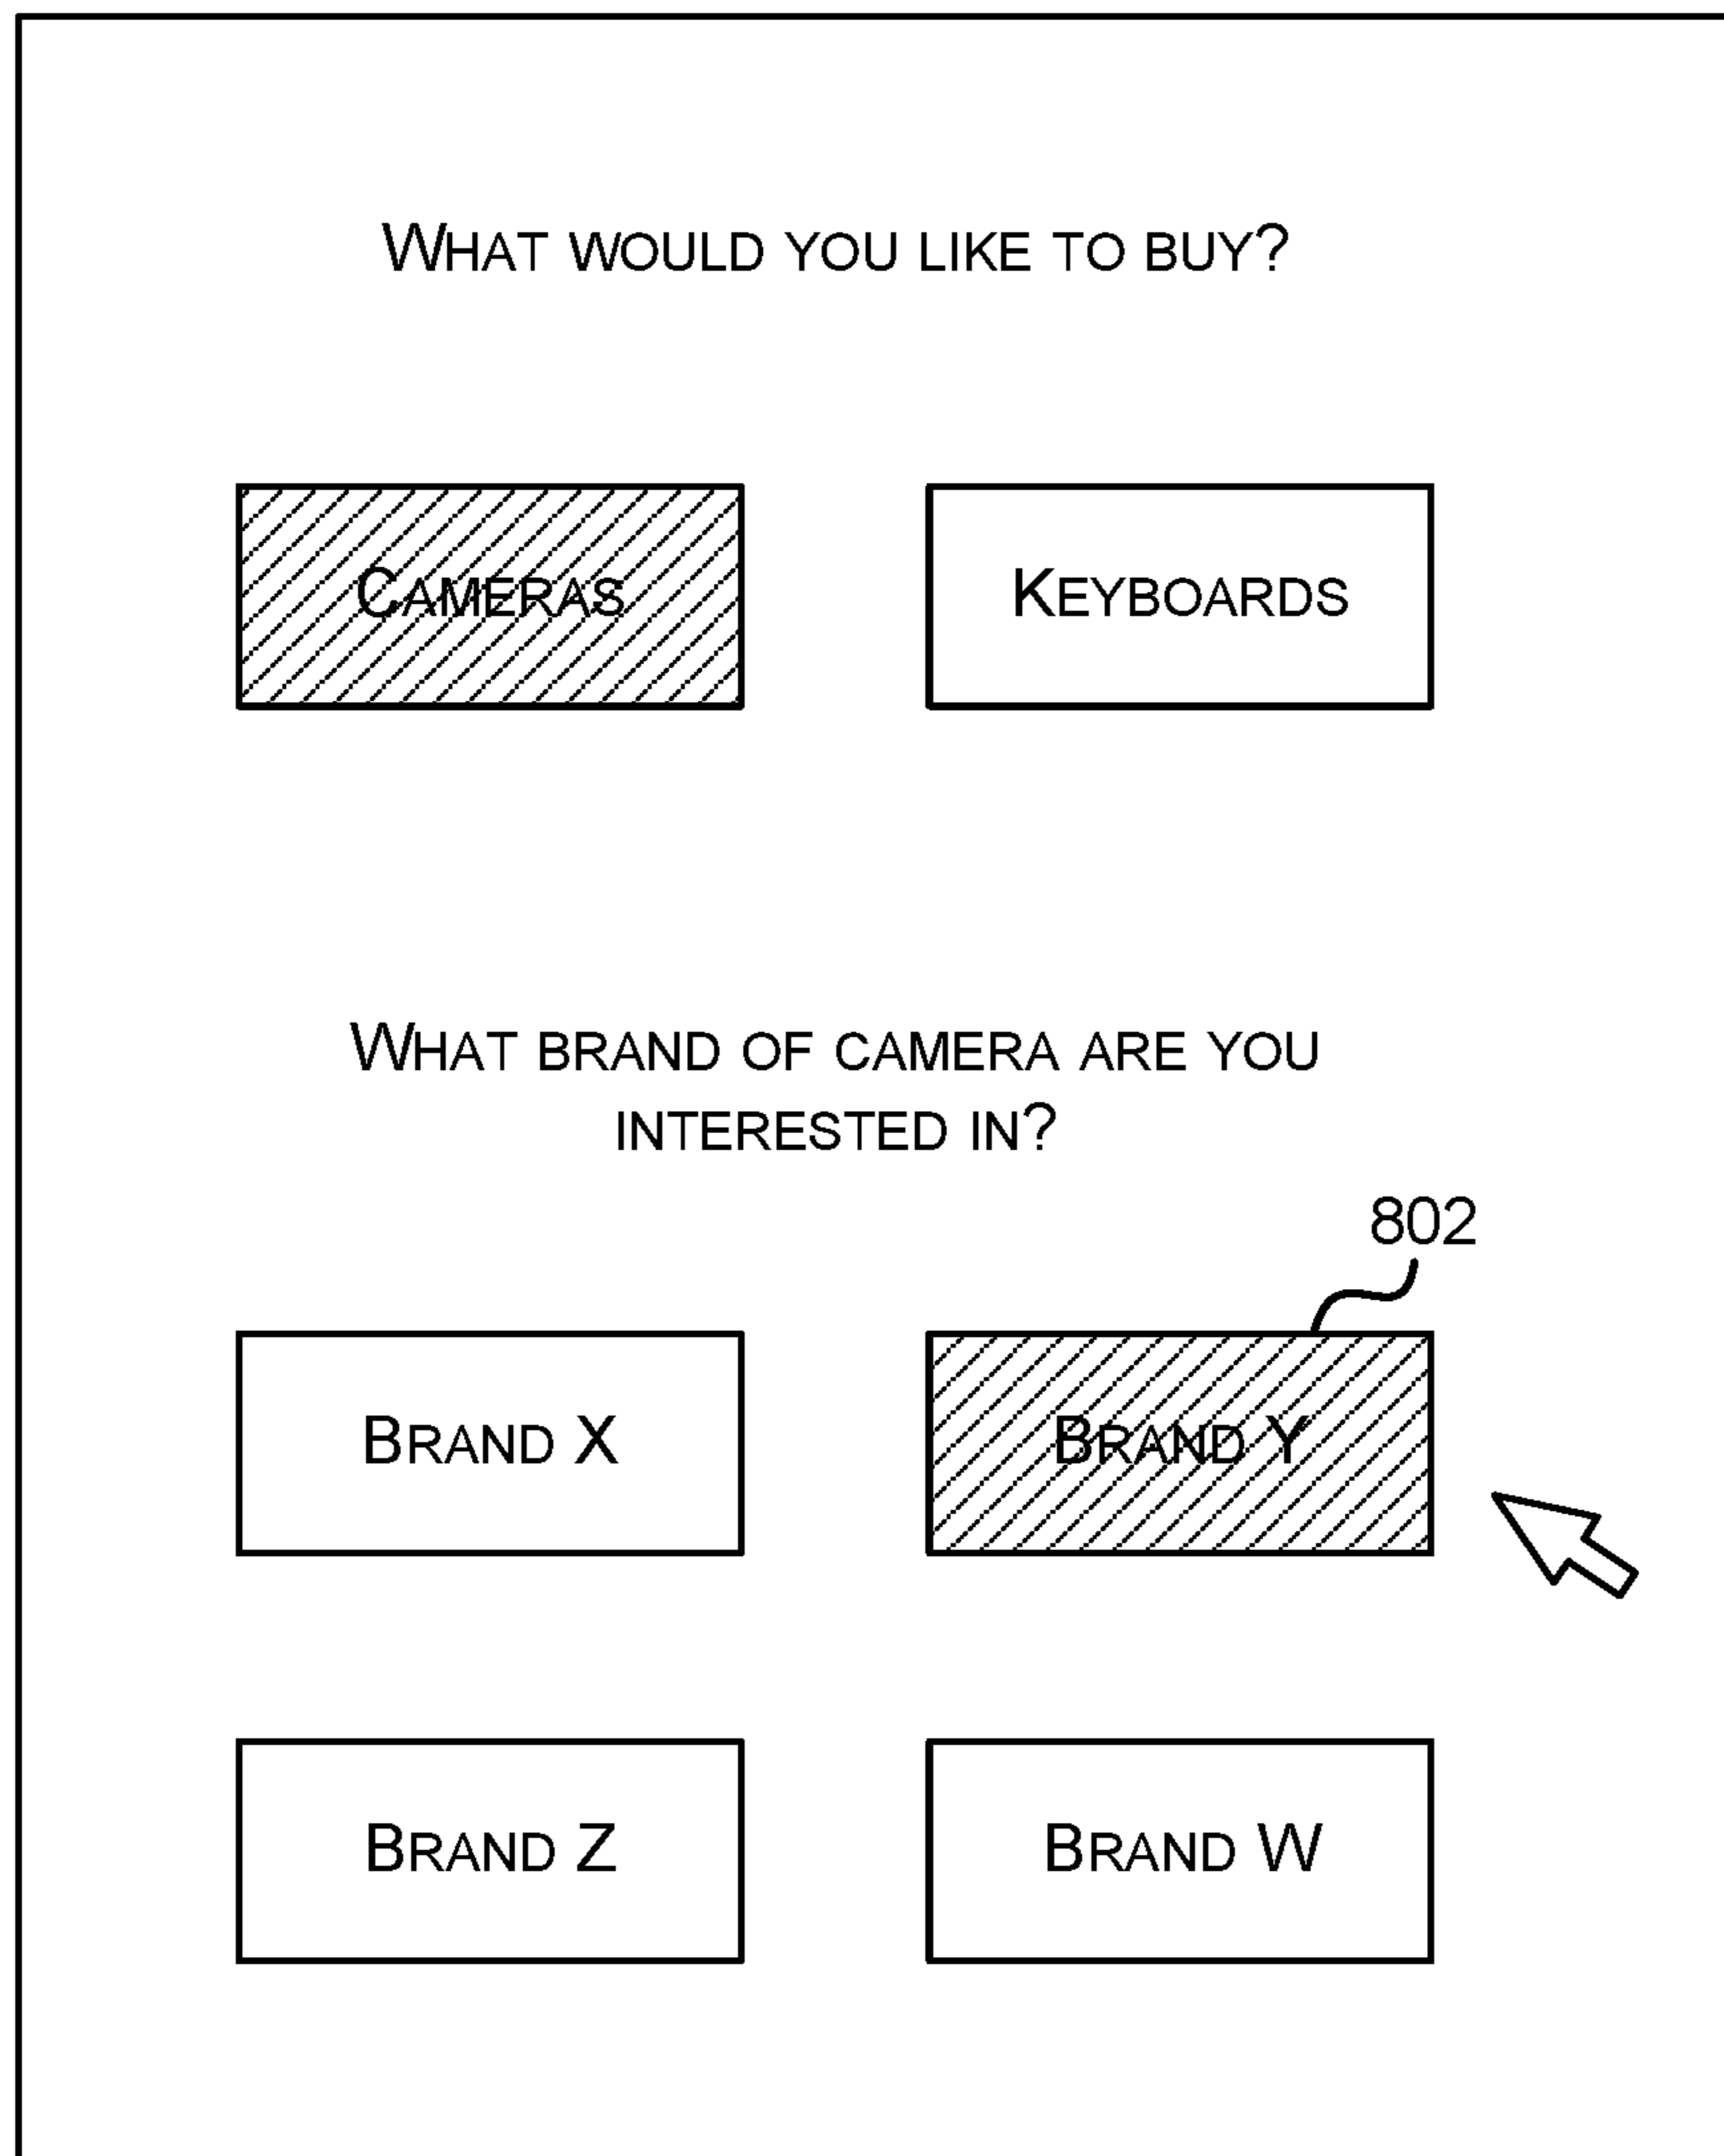 What would you like to buy?
Cameras
Keyboards
What brand of camera are you
interested in?
802
Brand X
Brand Y
Brand Z
Brand W